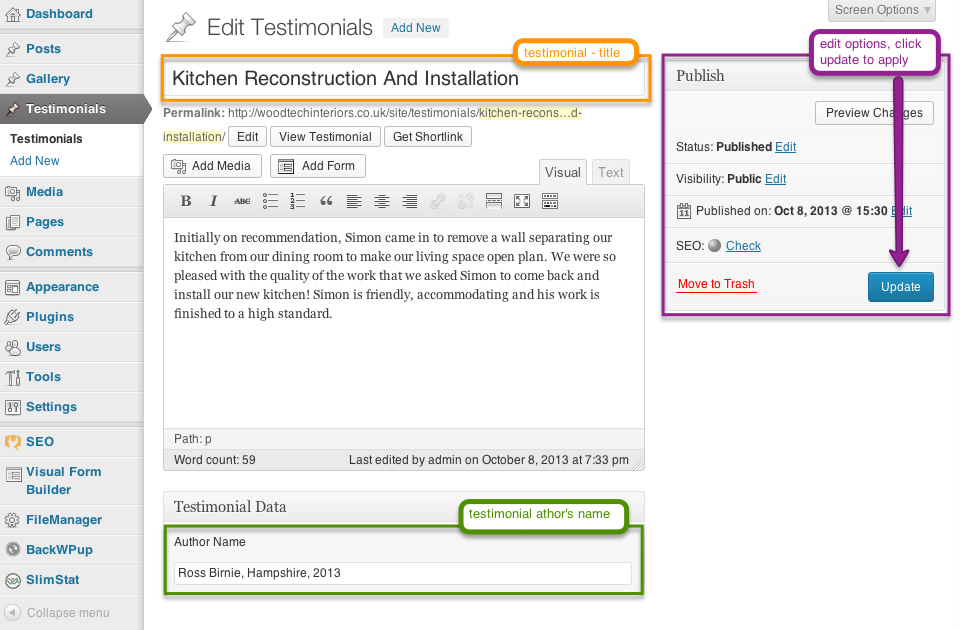 Dashboard
Posts
Gallery
Testimonials
Testimonials
Add New
Media
Pages
Comments
Appearance
Plugins
Users
Tools
Settings
SEO
Visual Form
Builder
FileManager
BackWPup
SlimStat
Collapse menu
Screen Options
Edit Testimonials Add New
testimonial - title
Kitchen Reconstruction And Installation
Permalink: http://woodtechinteriors.co.uk/site/testimonials/kitchen-recons...d-
installation/ Edit View Testimonial Get Shortlink
Add Media Add Form
Visual Text
B I ABC
Initially on recommendation, Simon came in to remove a wall separating our
kitchen from our dining room to make our living space open plan. We were so
pleased with the quality of the work that we asked Simon to come back and
install our new kitchen! Simon is friendly, accommodating and his work is
finished to a high standard.
Path: p
Word count: 59 Last edited by admin on October 8, 2013 at 7:33 pm
Testimonial Data
testimonial athor's name
Author Name
Ross Birnie, Hampshire, 2013
edit options, click
update to apply
Publish
Preview Changes
Status: Published Edit
Visibility: Public Edit
11 Published on: Oct 8, 2013 @ 15:30 Edit
SEO: Check
Move to Trash Update